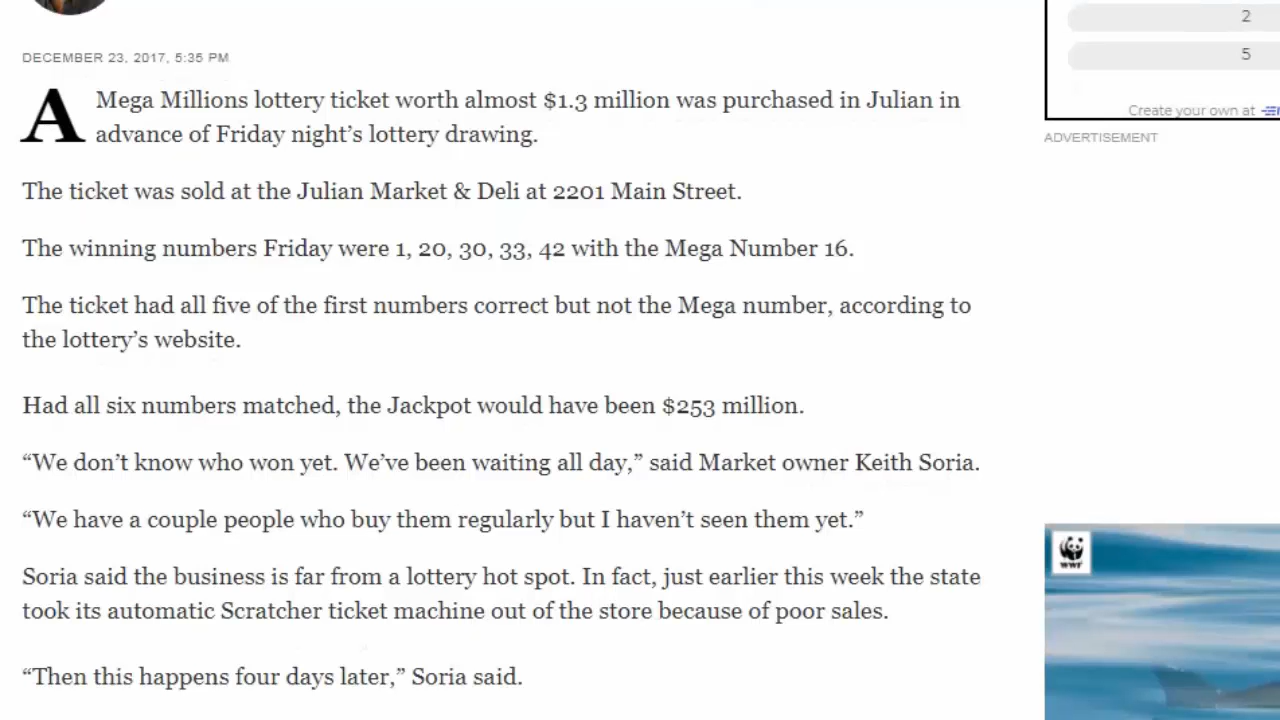 DECEMBER 23, 2017, 5:35 PM
A Mega Millions lottery ticket worth almost $1.3 million was purchased in Julian in
advance of Friday night’s lottery drawing.
The ticket was sold at the Julian Market & Deli at 2201 Main Street.
The winning numbers Friday were 1, 20, 30, 33, 42 with the Mega Number 16.
The ticket had all five of the first numbers correct but not the Mega number, according to
the lottery’s website.
Had all six numbers matched, the Jackpot would have been $253 million.
“We don’t know who won yet. We’ve been waiting all day,” said Market owner Keith Soria.
“We have a couple people who buy them regularly but I haven’t seen them yet.”
Soria said the business is far from a lottery hot spot. In fact, just earlier this week the state
took its automatic Scratcher ticket machine out of the store because of poor sales.
“Then this happens four days later,” Soria said.
2
5
Create your own at
ADVERTISEMENT
WWF